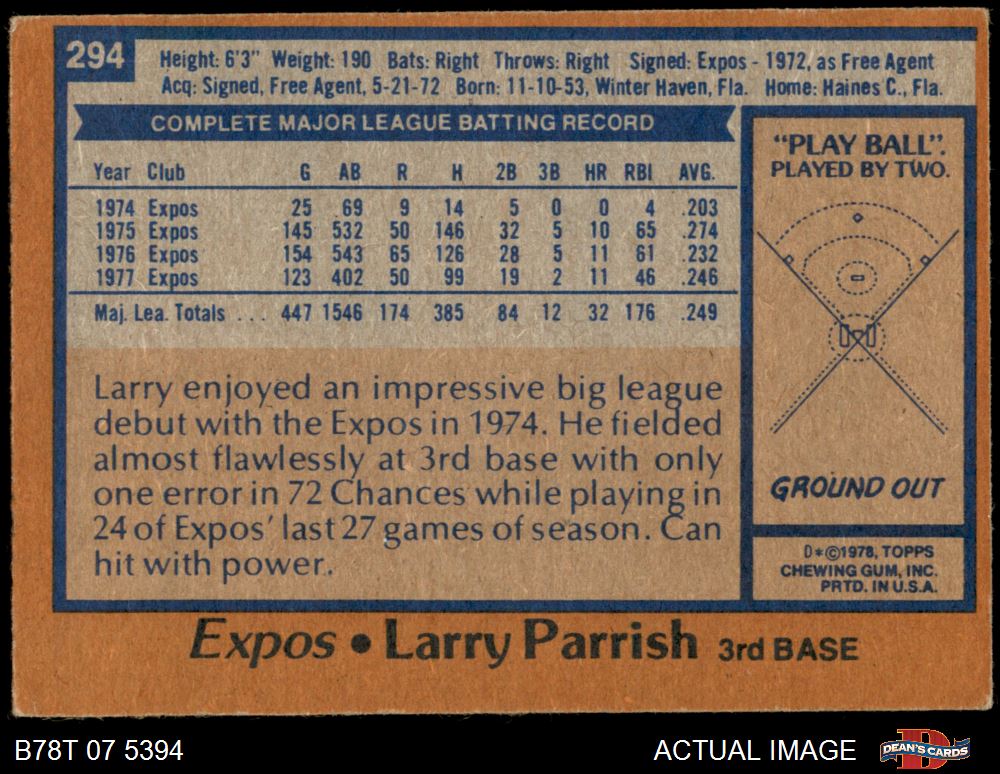 294
Height: 6'3" Weight: 190 Bats: Right Throws: Right Signed: Expos - 1972, as Free Agent
Acq: Signed, Free Agent, 5-21-72 Born: 11-10-53, Winter Haven, Fla. Home: Haines C., Fla.
COMPLETE MAJOR LEAGUE BATTING RECORD
Year Club G AB R H 2B 3B HR RBI AVG.
1974 Expos 25 69 9 14 5 0 0 4 .203
1975 Expos 145 532 50 146 32 5 10 65 .274
1976 Expos 154 543 65 126 28 5 11 61 .232
1977 Expos 123 402 50 99 19 2 11 46 .246
Maj. Lea. Totals . . . 447 1546 174 385 84 12 32 176 .249
Larry enjoyed an impressive big league
debut with the Expos in 1974. He fielded
almost flawlessly at 3rd base with only
one error in 72 Chances while playing in
24 of Expos' last 27 games of season. Can
hit with power.
"PLAY BALL".
PLAYED BY TWO.
GROUND OUT
D*©1978, TOPPS
CHEWING GUM, INC.
PRTD. IN U.S.A.
Expos • Larry Parrish 3rd BASE
B78T 07 5394
ACTUAL IMAGE
DEAN'S CARDS